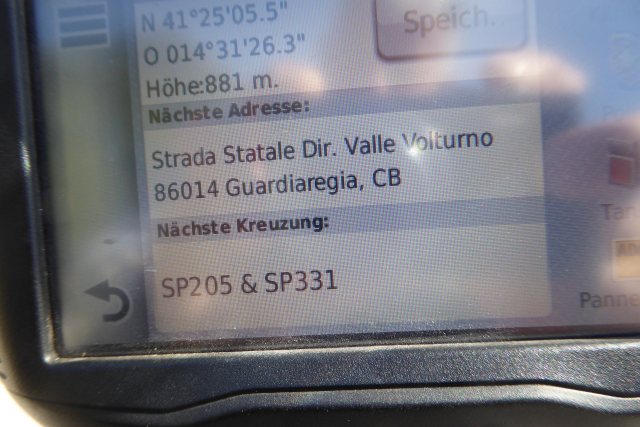 N 41°25'05.5"
Speich.
O 014°31'26.3"
Höhe:881 m.
Nächste Adresse:
Strada Statale Dir. Valle Volturno
86014 Guardiaregia, CB
Nächste Kreuzung:
SP205 & SP331